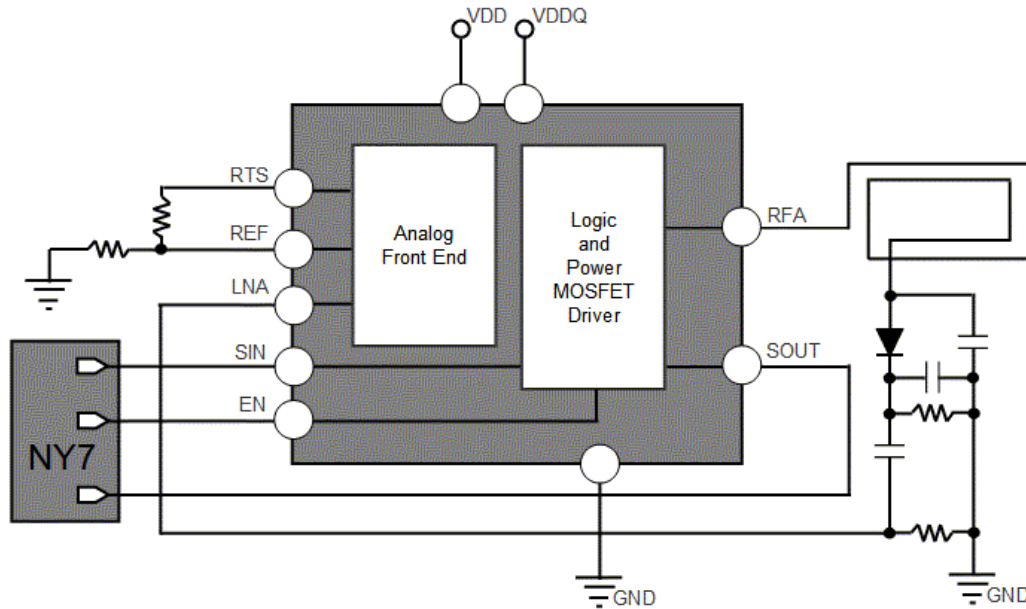 VDD
VDDQ
RTS
REF
LNA
SIN
EN
Analog
Front End
Logic
and
Power
MOSFET
Driver
RFA
SOUT
NY7
GND
GND